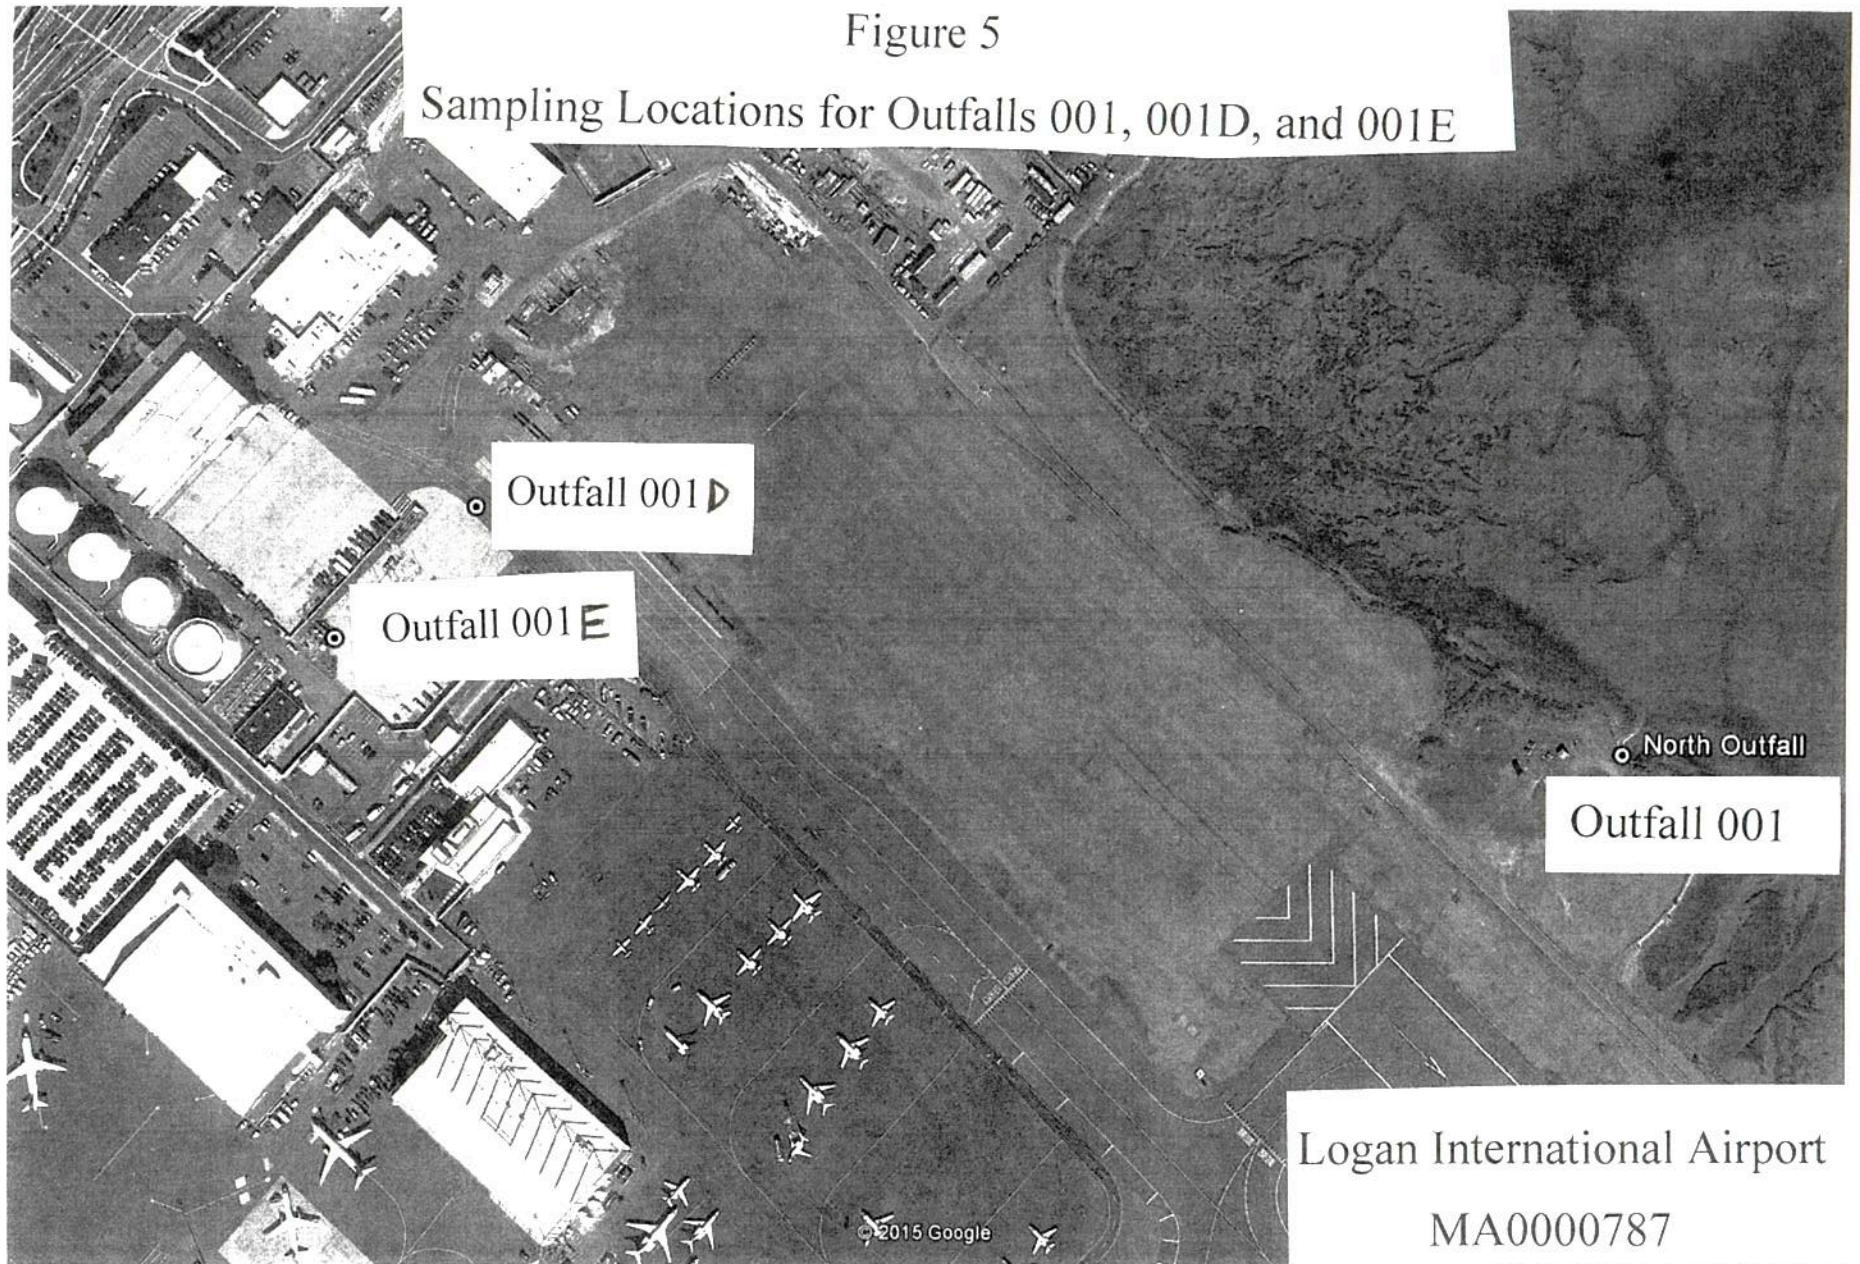 Figure 5
Sampling Locations for Outfalls 001, 001D, and 001E
Outfall 001D
Outfall 001E
North Outfall
Outfall 001
Logan International Airport
MA0000787
© 2015 Google